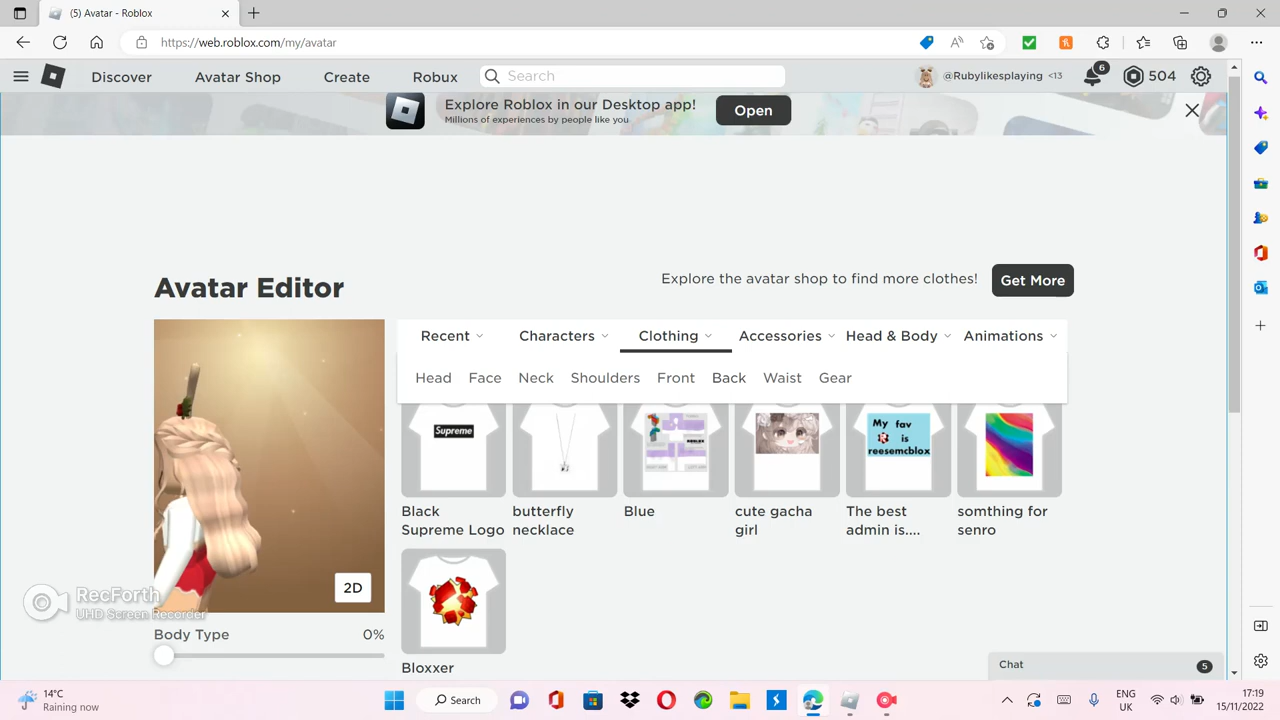 (5) Avatar - Roblox
https://web.roblox.com/my/avatar
Discover
Avatar Shop
Create
Robux
Search
@Rubylikesplaying <13
6
504
Explore Roblox in our Desktop app!
Millions of experiences by people like you
Open
Avatar Editor
Explore the avatar shop to find more clothes!
Get More
Recent
Characters
Clothing
Accessories
Head & Body
Animations
Head
Face
Neck
Shoulders
Front
Back
Waist
Gear
Supreme
My fav
is
reesemcblox
Black
Supreme Logo
butterfly
necklace
Blue
cute gacha
girl
The best
admin is....
somthing for
senro
2D
RecForth
UHD Screen Recorder
Bloxxer
Body Type
0%
Chat
5
14°C
Raining now
Search
ENG
UK
17:19
15/11/2022